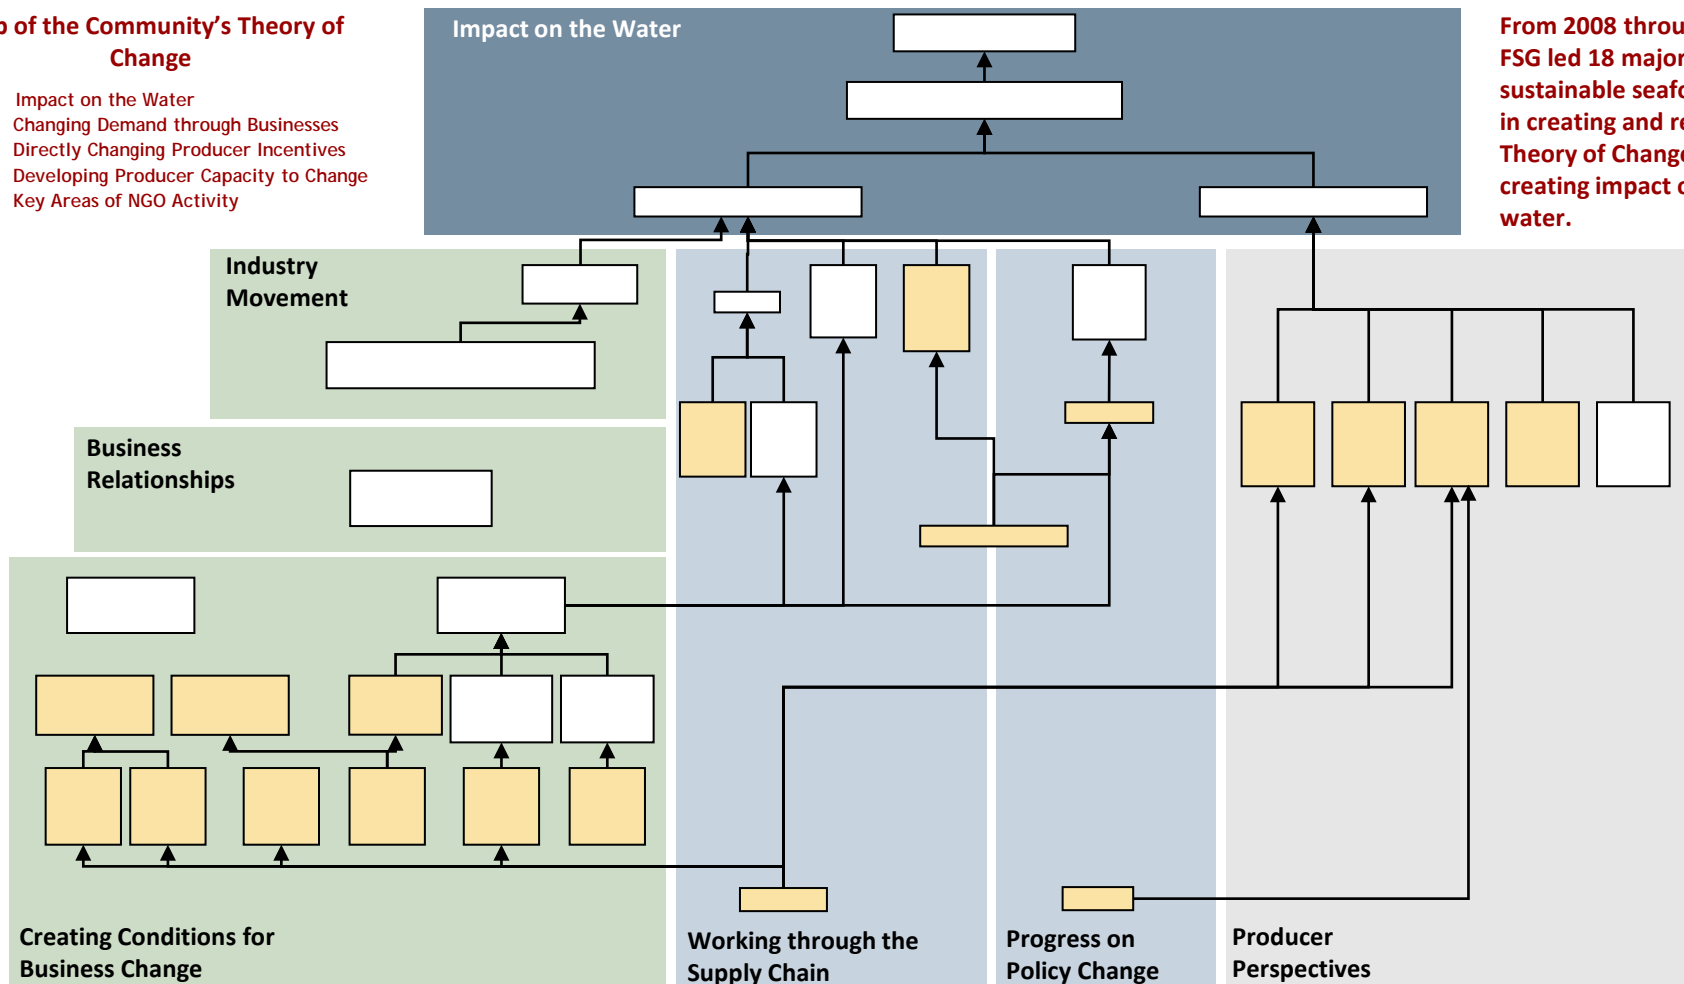 of the Community's Theory of
Change
Impact on the Water
Changing Demand through Businesses
Directly Changing Producer Incentives
Developing Producer Capacity to Change
Key Areas of NGO Activity
Impact on the Water
From 2008
FSG led 18 major
sustainable
in creating and
Theory of Change
creating impact
water.
Industry
Movement
Business
Relationships
Creating Conditions for
Business Change
Working through the
Supply Chain
Progress on
Policy Change
Producer
Perspectives